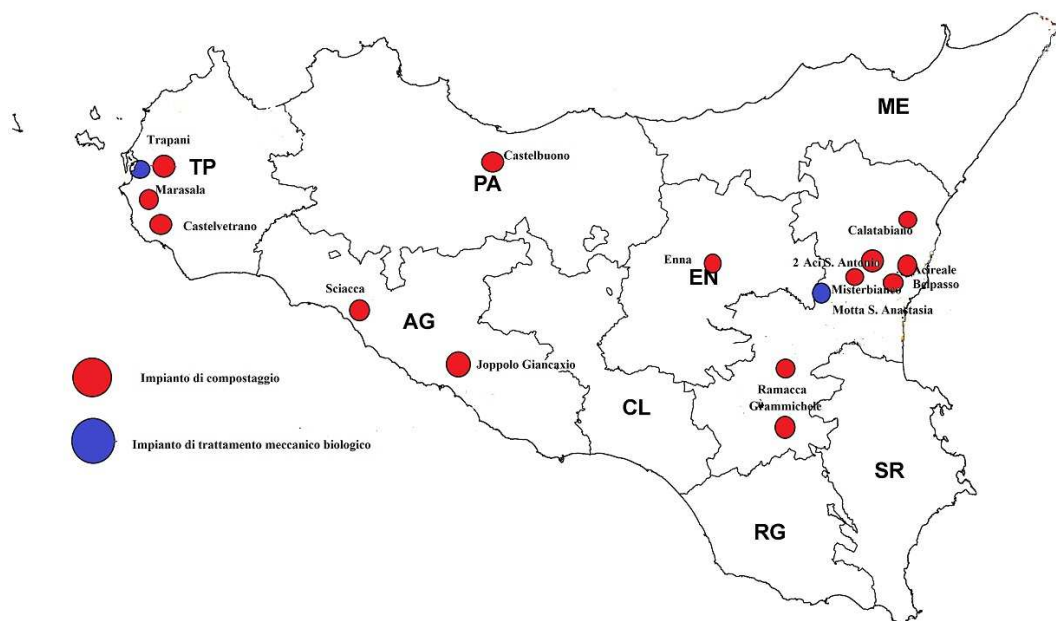 ME
Trapani
TP
Castelbuono
PA
Marasala
Castelvetrano
Calatabiano
Enna
EN
2 Aci S. Antonio
Acireale
Misterbianco
Belpasso
Motta S. Anastasia
Sciacca
AG
Joppolo Giancaxio
Impianto di compostaggio
Ramacca
CL
Grammichele
Impianto di trattamento meccanico biologico
SR
RG